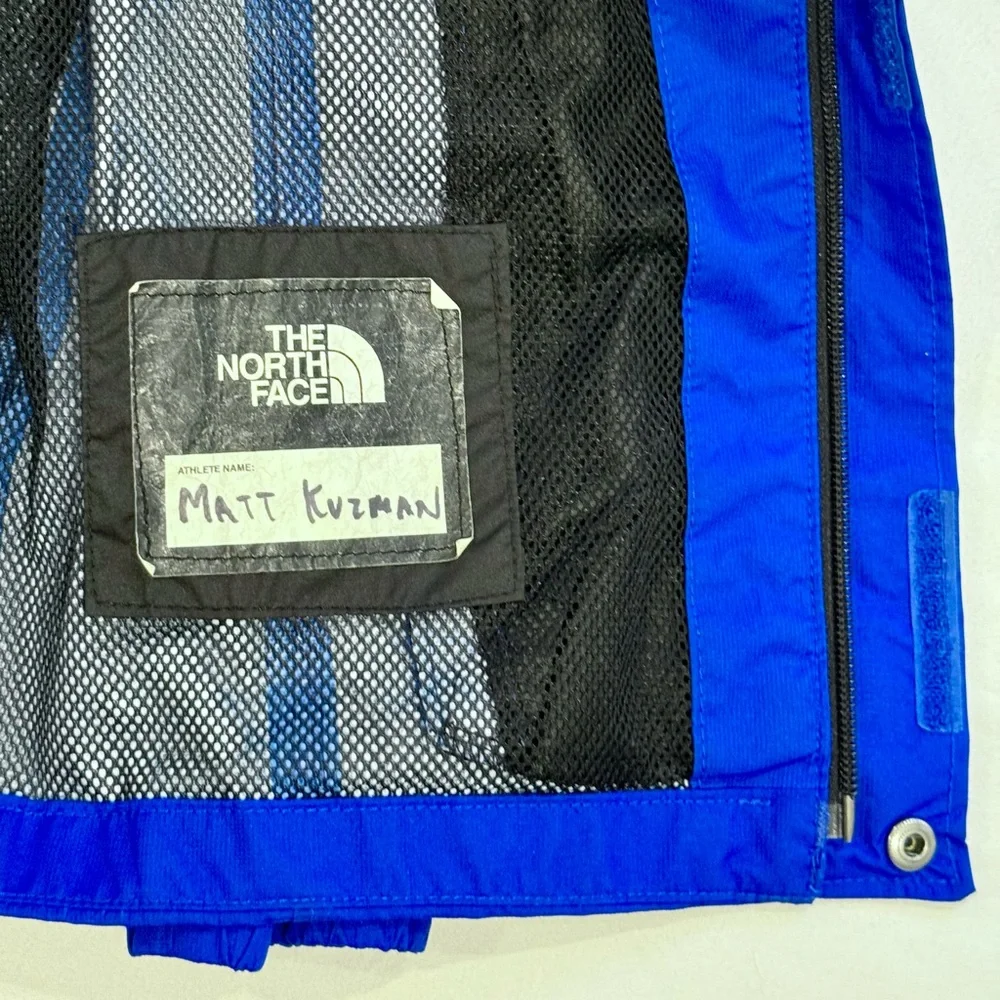 THE
NORTH
FACE
ATHLETE NAME:
MATT KUZMAN